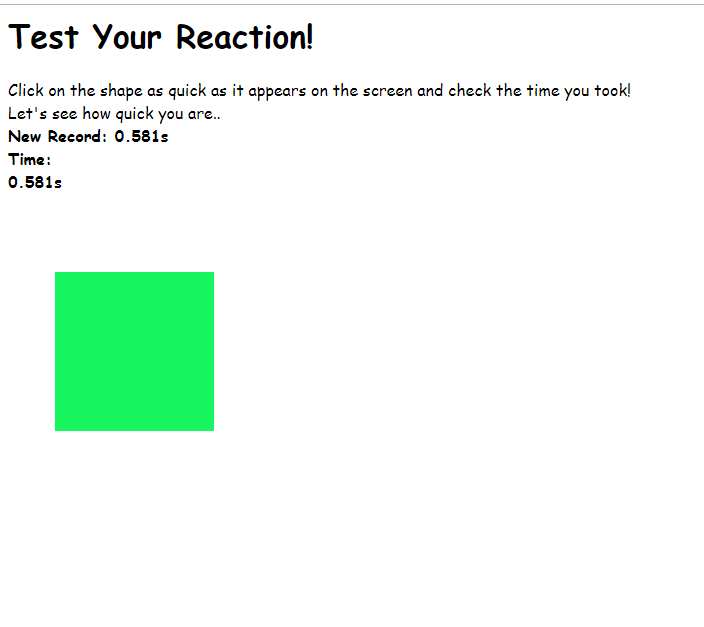 Test Your Reaction!
Click on the shape as quick as it appears on the screen and check the time you took!
Let's see how quick you are..
New Record: 0.581s
Time:
0.581s